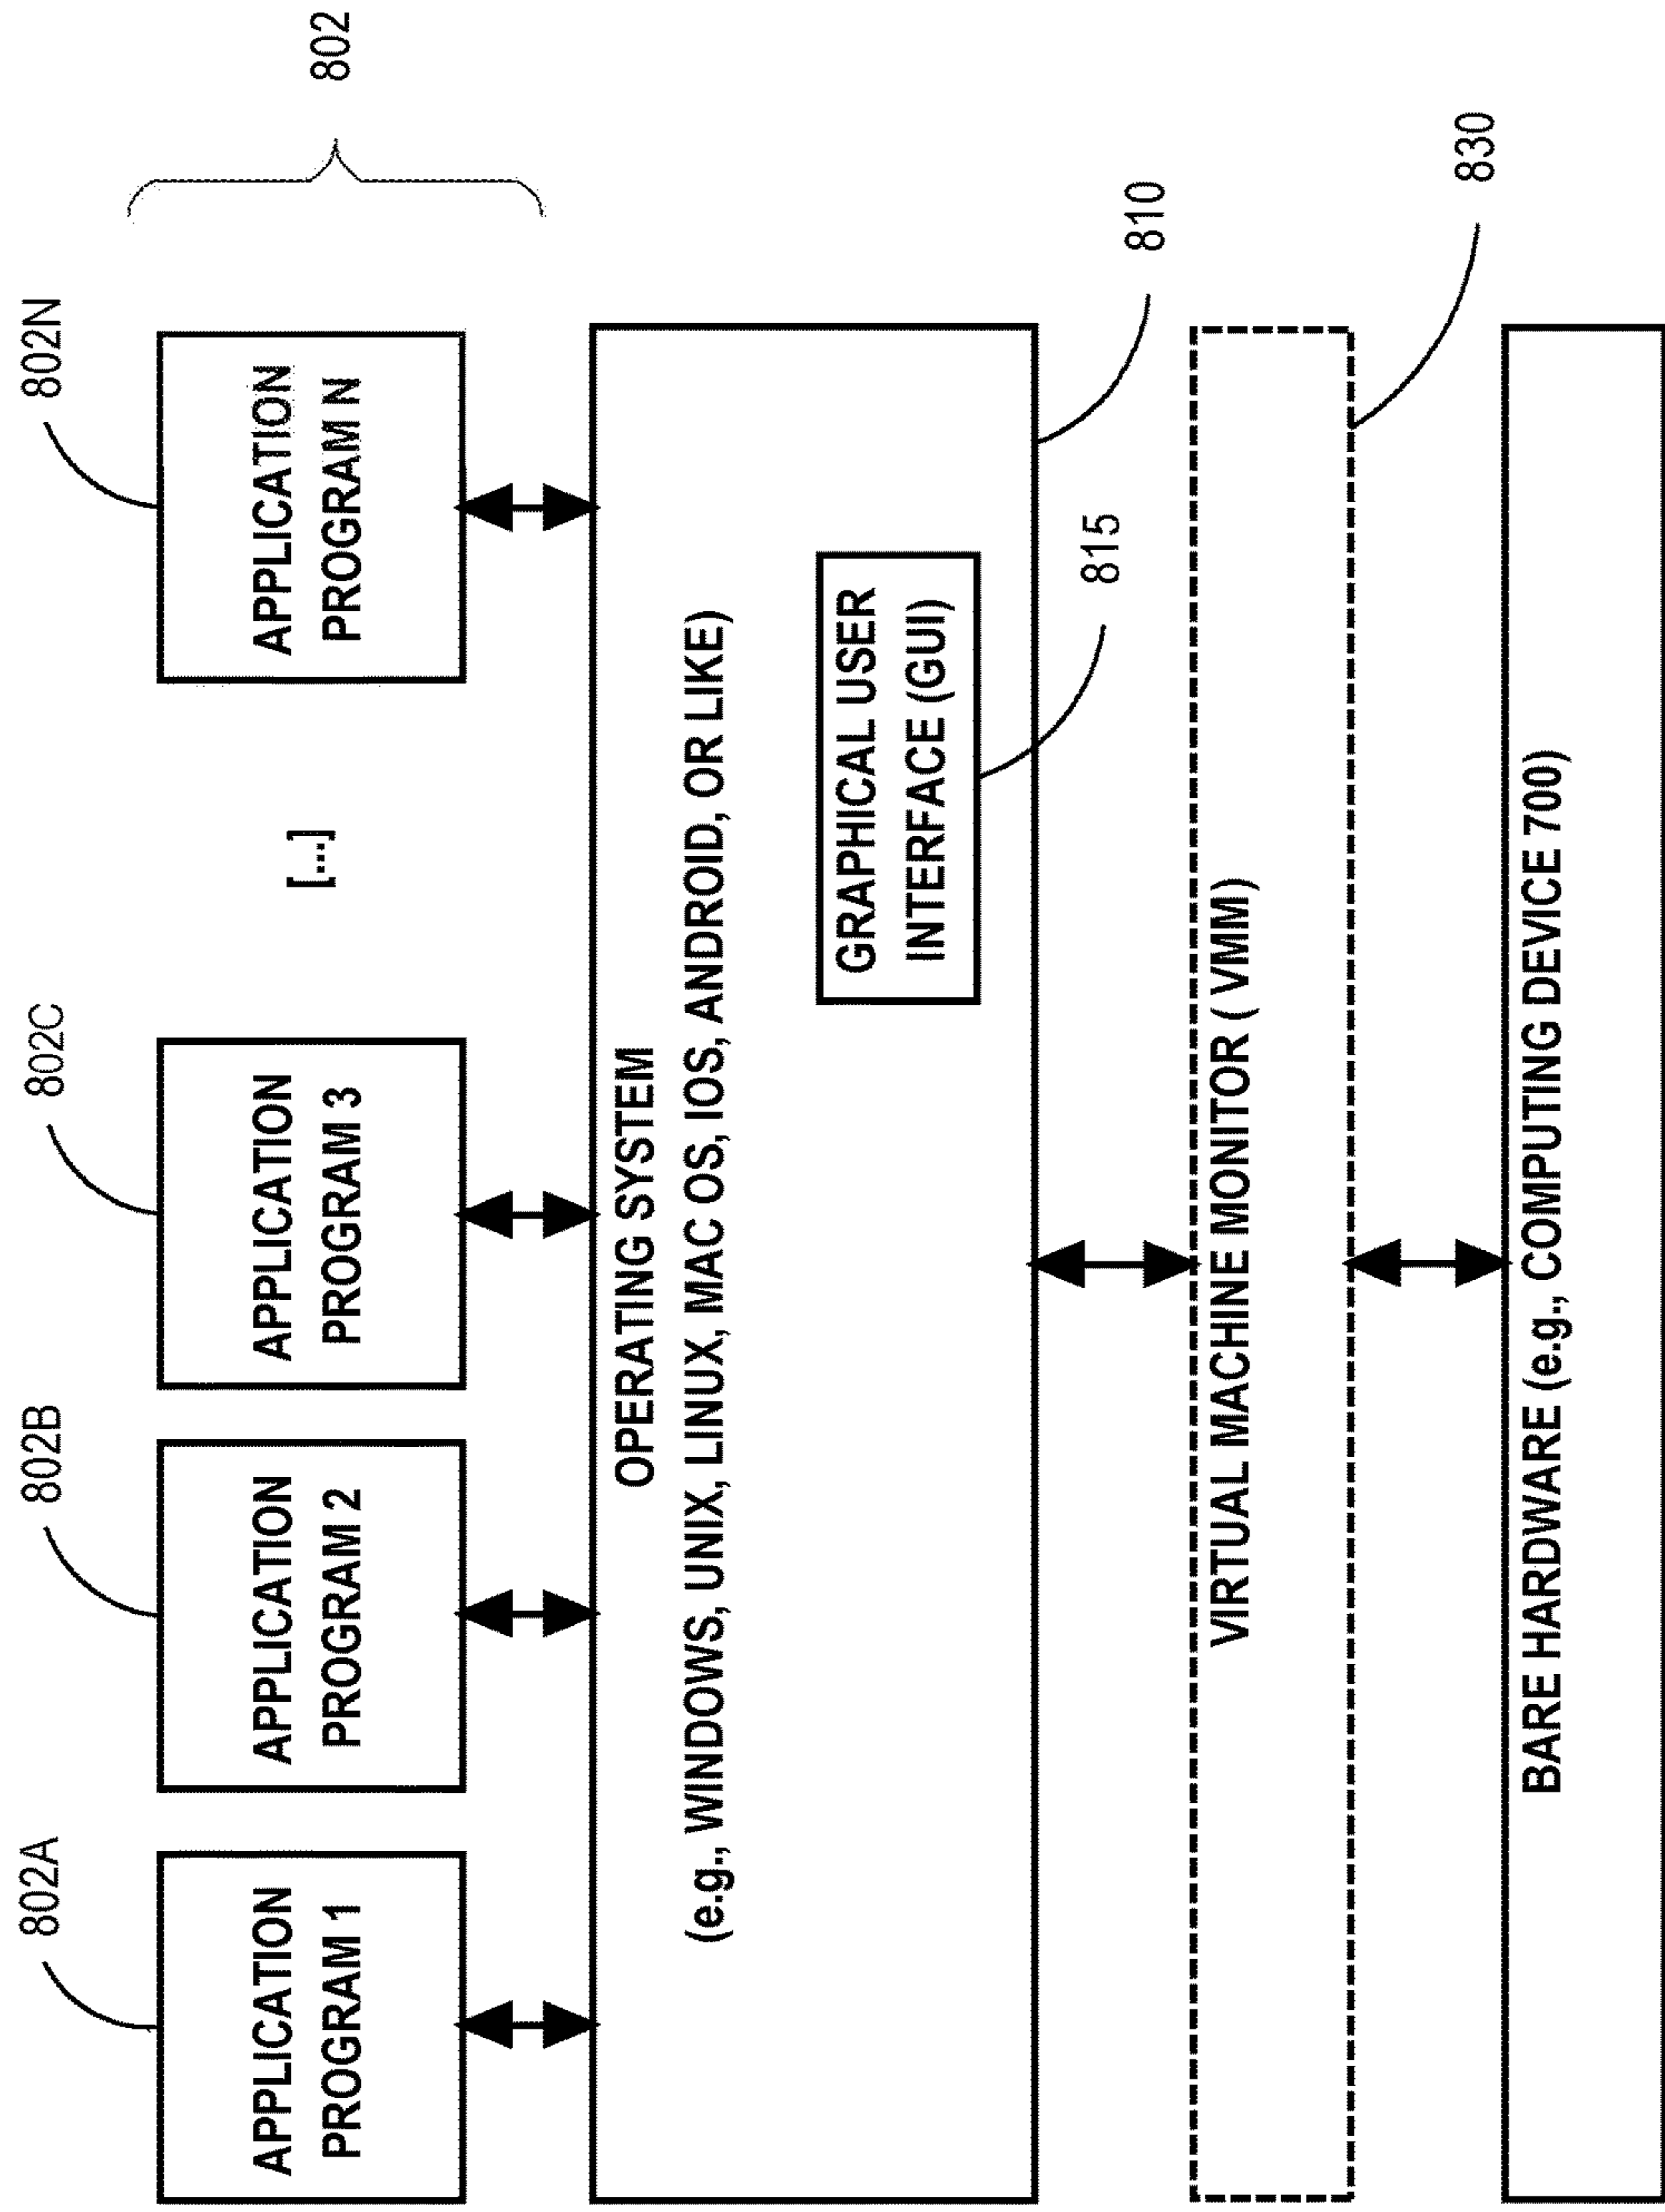 802
802A
802B
802C
802N
APPLICATION
PROGRAM 1
APPLICATION
PROGRAM 2
APPLICATION
PROGRAM 3
[...]
APPLICATION
PROGRAM N
OPERATING SYSTEM
(e.g., WINDOWS, UNIX, LINUX, MAC OS, IOS, ANDROID, OR LIKE)
GRAPHICAL USER
INTERFACE (GUI)
815
810
VIRTUAL MACHINE MONITOR ( VMM)
830
BARE HARDWARE (e.g., COMPUTING DEVICE 700)